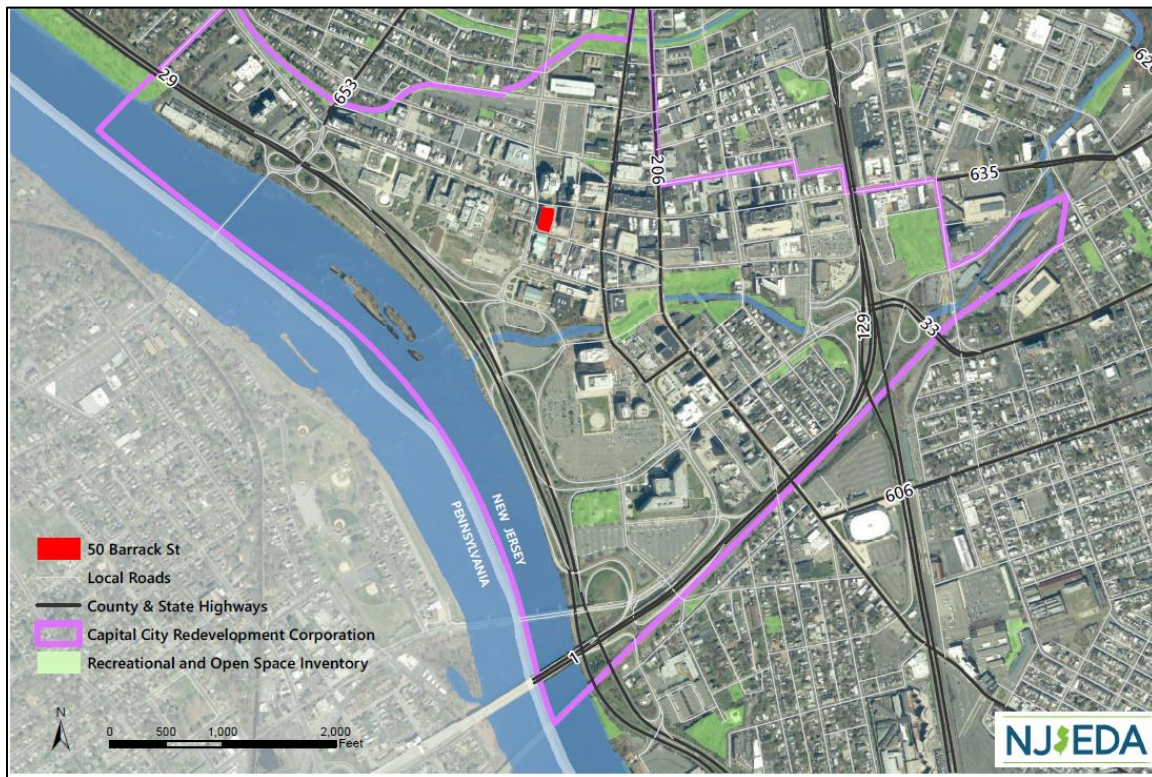 29
653
206
635
62
129
33
606
1
NEW JERSEY
PENNSYLVANIA
50 Barrack St
Local Roads
County & State Highways
Capital City Redevelopment Corporation
Recreational and Open Space Inventory
N
0 500 1,000 2,000
Feet
NJEDA